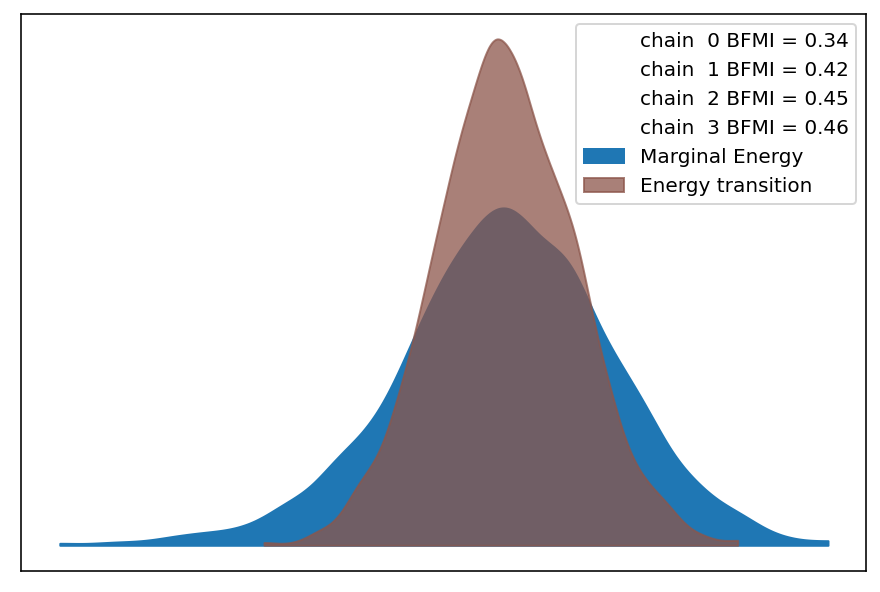 chain  0 BFMI = 0.34
chain  1 BFMI = 0.42
chain  2 BFMI = 0.45
chain  3 BFMI = 0.46
Marginal Energy
Energy transition